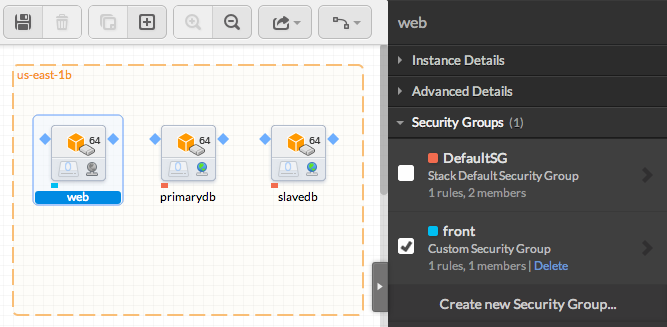 us-east-1b
64
64
64
web
primarydb
slavedb
web
Instance Details
Advanced Details
Security Groups (1)
DefaultSG
Stack Default Security Group
1 rules, 2 members
front
Custom Security Group
1 rules, 1 members | Delete
Create new Security Group...